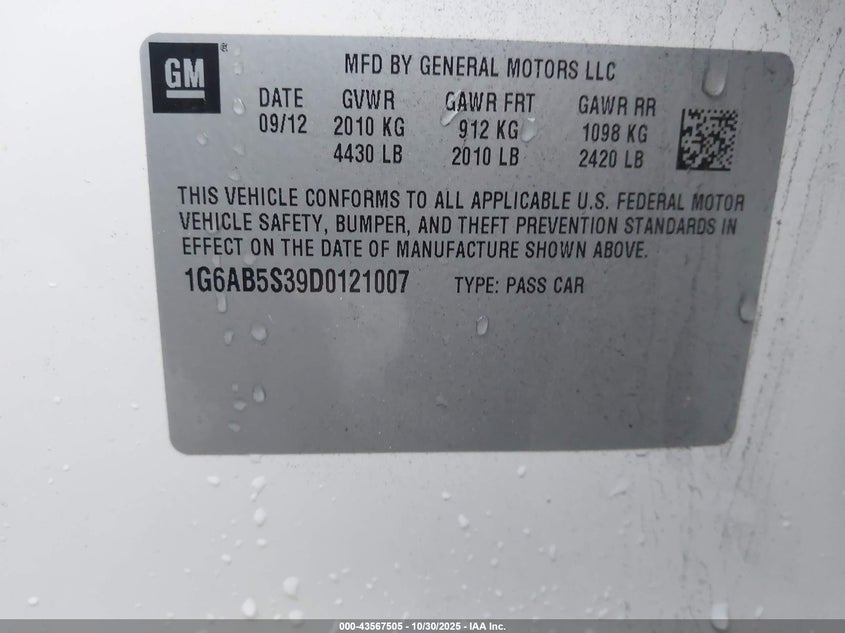 GM®
MFD BY GENERAL MOTORS LLC
DATE GVWR GAWR FRT GAWR RR
09/12 2010 KG 912 KG 1098 KG
4430 LB 2010 LB 2420 LB
THIS VEHICLE CONFORMS TO ALL APPLICABLE U.S. FEDERAL MOTOR
VEHICLE SAFETY, BUMPER, AND THEFT PREVENTION STANDARDS IN
EFFECT ON THE DATE OF MANUFACTURE SHOWN ABOVE.
1G6AB5S39D0121007 TYPE: PASS CAR
000-43567505 - 10/30/2025 - IAA Inc.